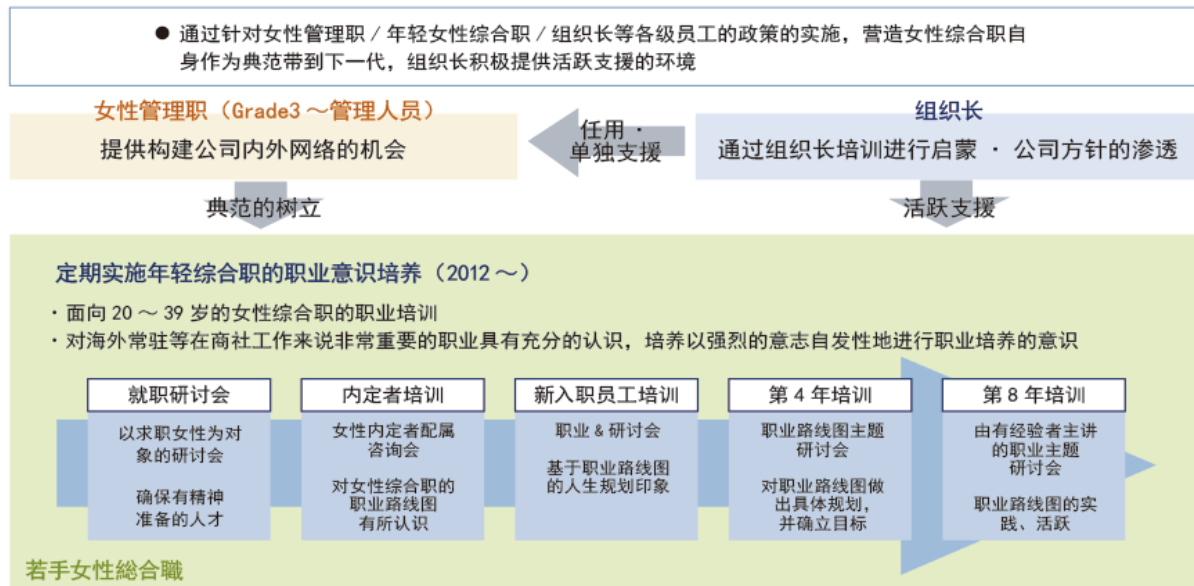 ● 通过针对女性管理职 / 年轻女性综合职 / 组织长等各级员工的政策的实施，营造女性综合职自
身作为典范带到下一代，组织长积极提供活跃支援的环境
女性管理职（Grade3 ～管理人员）
提供构建公司内外网络的机会
任用・
单独支援
组织长
通过组织长培训进行启蒙 ・ 公司方针的渗透
典范的树立
活跃支援
定期实施年轻综合职的职业意识培养（2012 ～）
・面向 20 ～ 39 岁的女性综合职的职业培训
・对海外常驻等在商社工作来说非常重要的职业具有充分的认识，培养以强烈的意志自发性地进行职业培养的意识
就职研讨会
以求职女性为对
象的研讨会
确保有精神
准备的人才
内定者培训
女性内定者配属
咨询会
对女性综合职的
职业路线图
有所认识
新入职员工培训
职业 & 研讨会
基于职业路线图
的人生规划印象
第 4 年培训
职业路线图主题
研讨会
对职业路线图做
出具体规划，
并确立目标
第 8 年培训
由有经验者主讲
的职业主题
研讨会
职业路线图的实
践、活跃
若手女性総合職